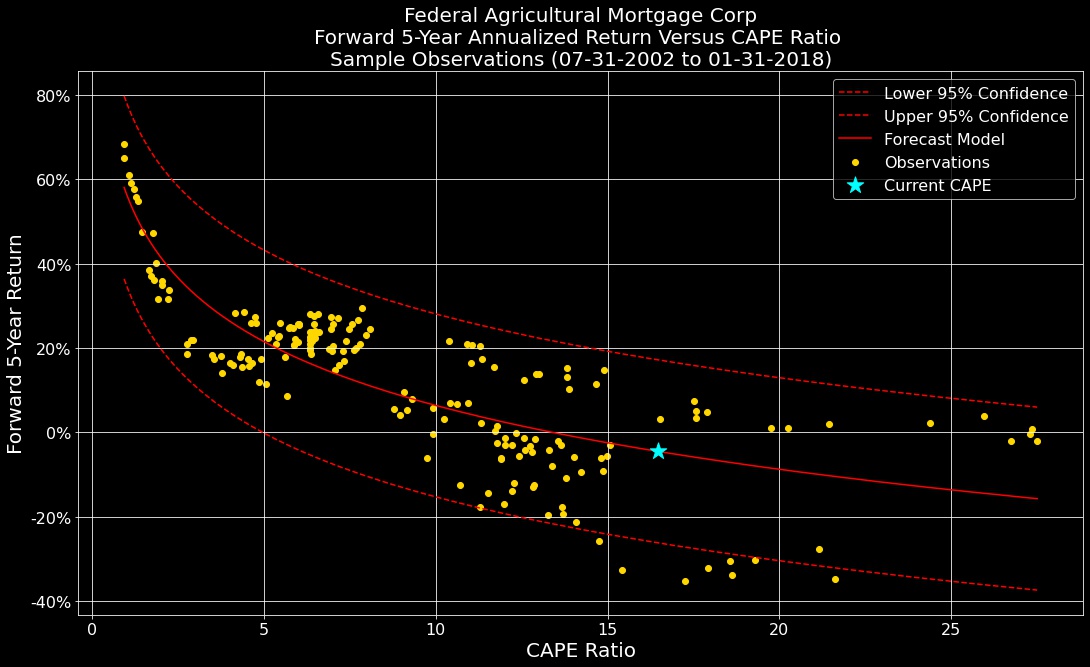 Federal Agricultural Mortgage Corp
Forward 5-Year Annualized Return Versus CAPE Ratio
Sample Observations (07-31-2002 to 01-31-2018)
Lower 95% Confidence
Upper 95% Confidence
Forecast Model
Observations
Current CAPE
Forward 5-Year Return
80%
60%
40%
20%
0%
-20%
-40%
0 5 10 15 20 25
CAPE Ratio